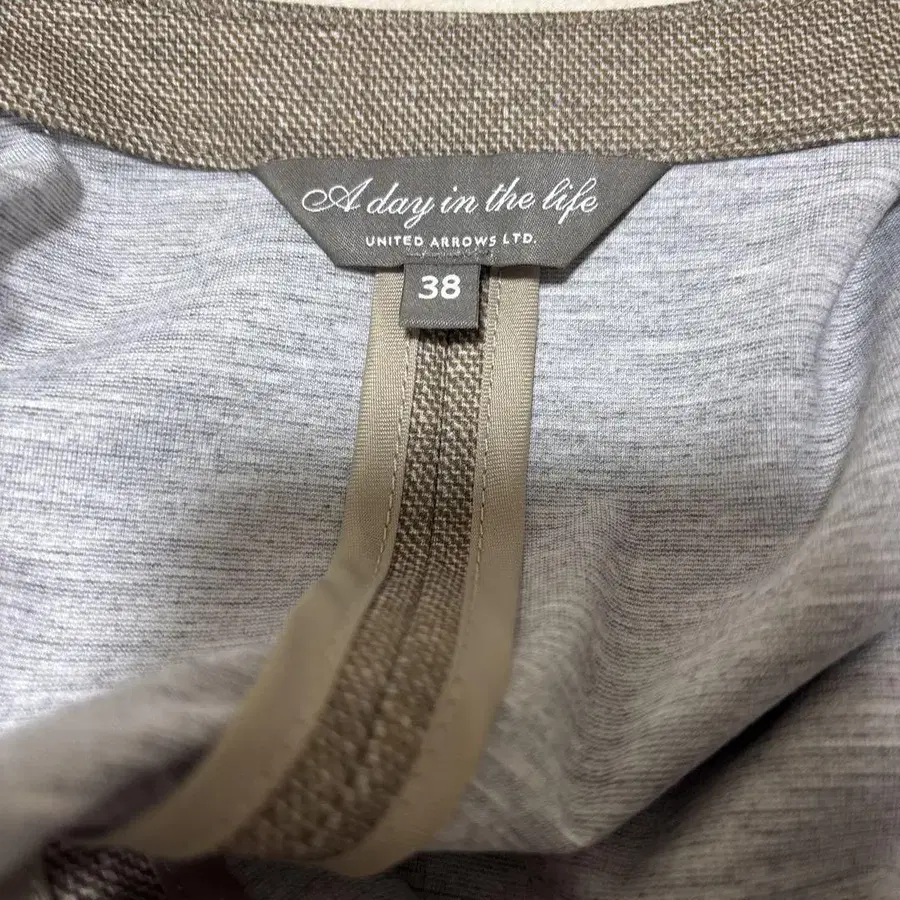 A day in the life
UNITED ARROWS LTD.
38